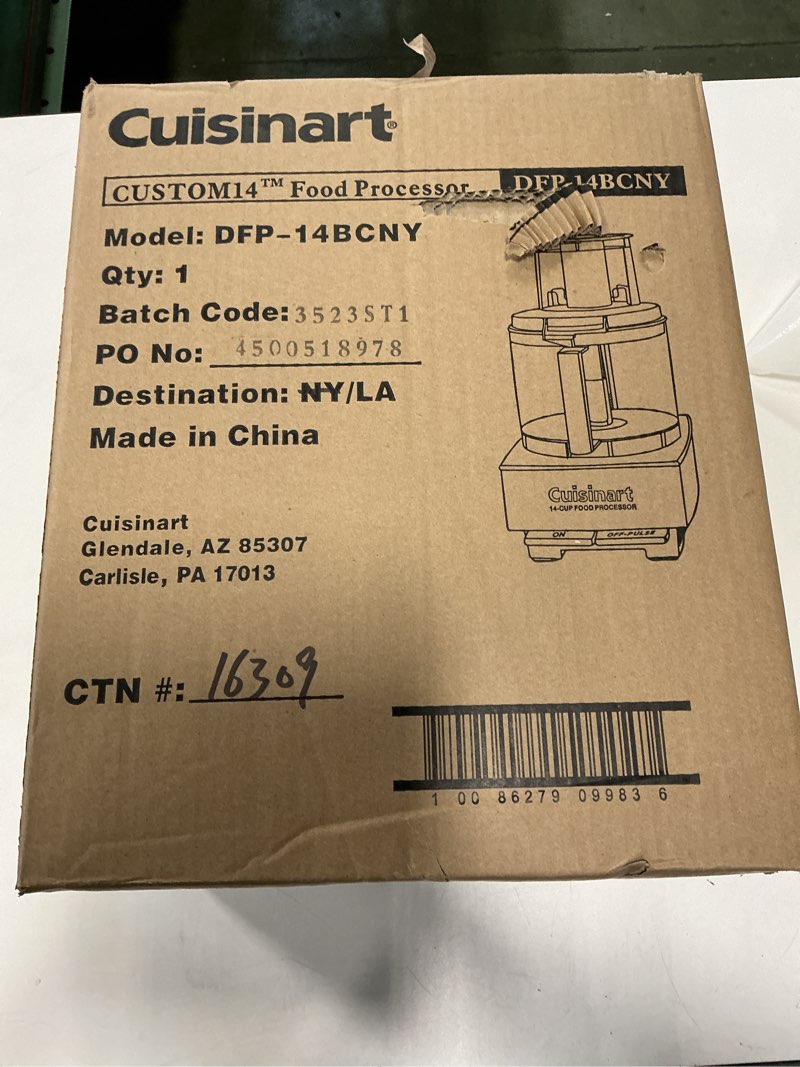 Cuisinart®
CUSTOM14™ Food Processor DFP-14BCNY
Model: DFP-14BCNY
Qty: 1
Batch Code: 3523ST1
PO No: 4500518978
Destination: NY/LA
Made in China
Cuisinart
14-CUP FOOD PROCESSOR
ON OFF-PULSE
Cuisinart
Glendale, AZ 85307
Carlisle, PA 17013
CTN #: 16309
1 00 86279 09983 6